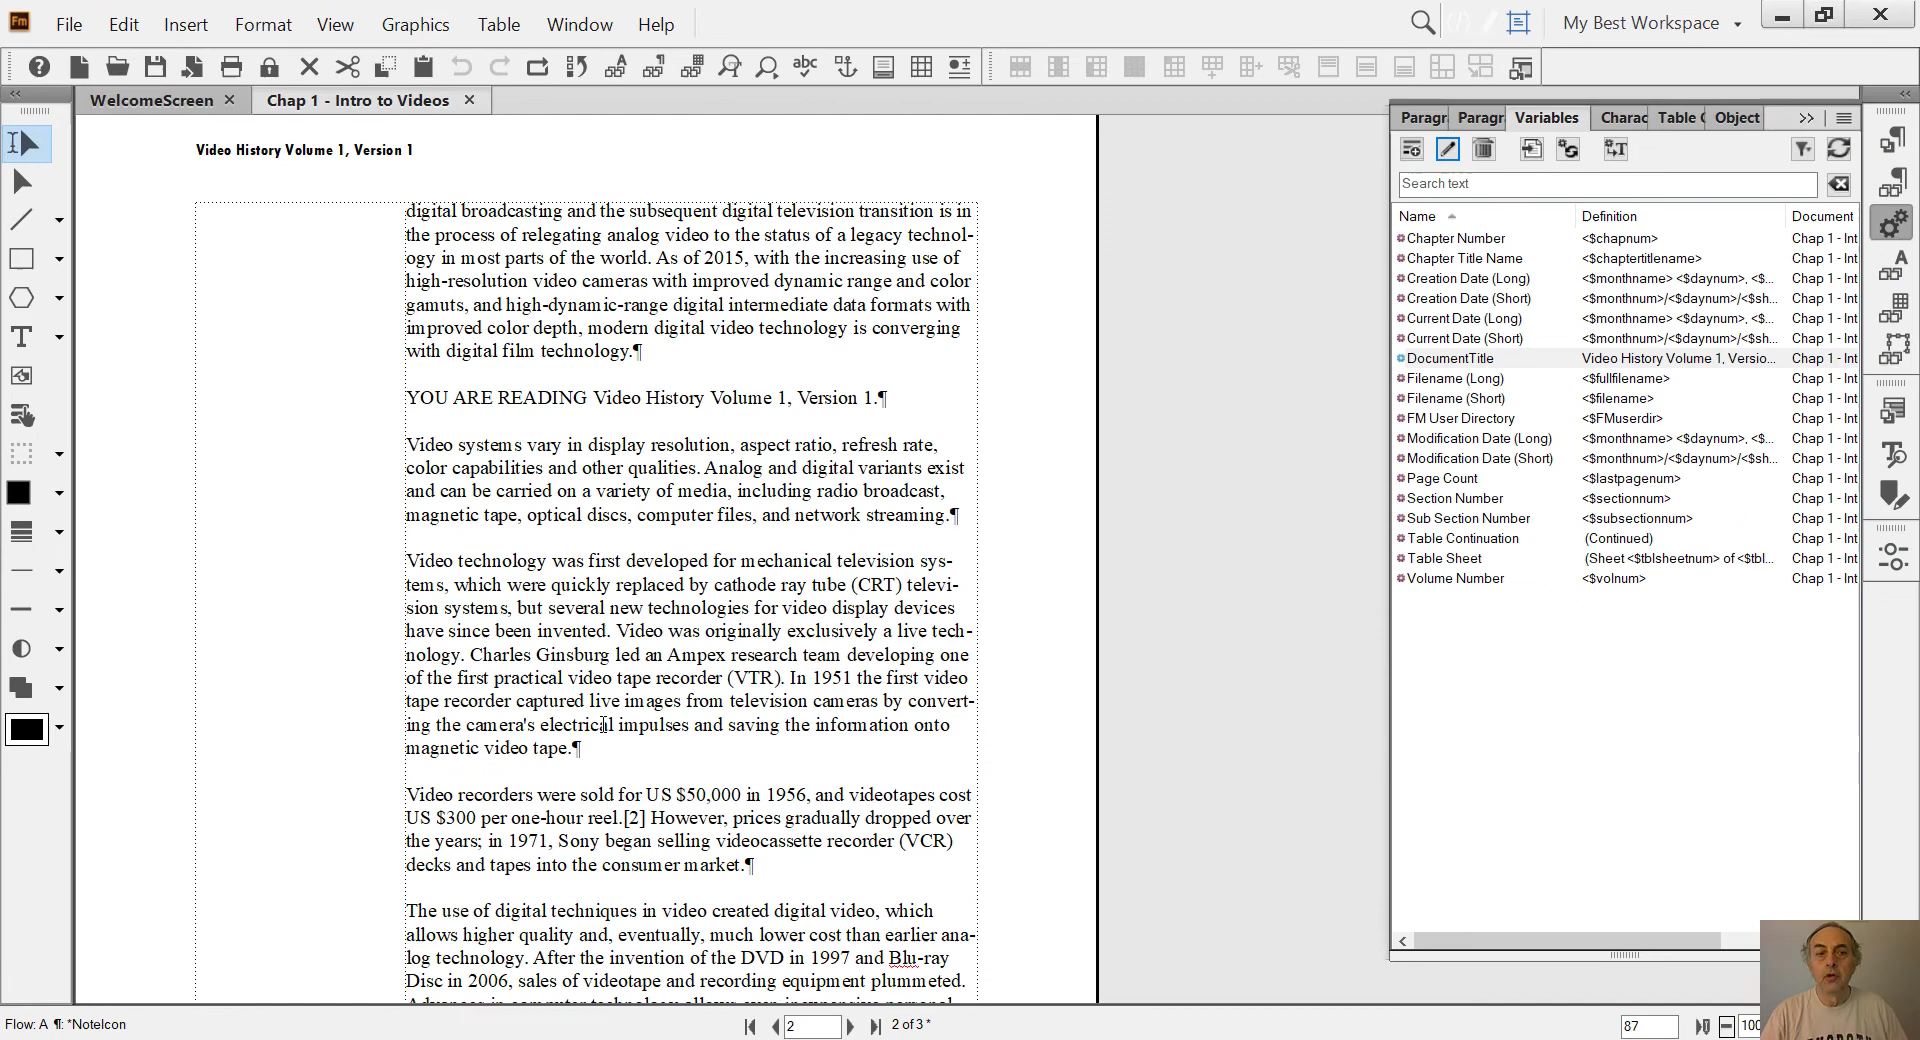 Fm File Edit Insert Format View Graphics Table Window Help My Best Workspace
WelcomeScreen Chap 1 - Intro to Videos
Video History Volume 1, Version 1
digital broadcasting and the subsequent digital television transition is in
the process of relegating analog video to the status of a legacy technol-
ogy in most parts of the world. As of 2015, with the increasing use of
high-resolution video cameras with improved dynamic range and color
gamuts, and high-dynamic-range digital intermediate data formats with
improved color depth, modern digital video technology is converging
with digital film technology.¶
YOU ARE READING Video History Volume 1, Version 1.¶
Video systems vary in display resolution, aspect ratio, refresh rate,
color capabilities and other qualities. Analog and digital variants exist
and can be carried on a variety of media, including radio broadcast,
magnetic tape, optical discs, computer files, and network streaming.¶
Video technology was first developed for mechanical television sys-
tems, which were quickly replaced by cathode ray tube (CRT) televi-
sion systems, but several new technologies for video display devices
have since been invented. Video was originally exclusively a live tech-
nology. Charles Ginsburg led an Ampex research team developing one
of the first practical video tape recorder (VTR). In 1951 the first video
tape recorder captured live images from television cameras by convert-
ing the camera's electrical impulses and saving the information onto
magnetic video tape.¶
Video recorders were sold for US $50,000 in 1956, and videotapes cost
US $300 per one-hour reel.[2] However, prices gradually dropped over
the years; in 1971, Sony began selling videocassette recorder (VCR)
decks and tapes into the consumer market.¶
The use of digital techniques in video created digital video, which
allows higher quality and, eventually, much lower cost than earlier ana-
log technology. After the invention of the DVD in 1997 and Blu-ray
Disc in 2006, sales of videotape and recording equipment plummeted.
Paragr Paragr Variables Charac Table C Object
Search text
Name Definition Document
Chapter Number <$chapnum> Chap 1 - Int
Chapter Title Name <$chaptertitlename> Chap 1 - Int
Creation Date (Long) <$monthname> <$daynum>, <$... Chap 1 - Int
Creation Date (Short) <$monthnum>/<$daynum>/<$sh... Chap 1 - Int
Current Date (Long) <$monthname> <$daynum>, <$... Chap 1 - Int
Current Date (Short) <$monthnum>/<$daynum>/<$sh... Chap 1 - Int
DocumentTitle Video History Volume 1, Versio... Chap 1 - Int
Filename (Long) <$fullfilename> Chap 1 - Int
Filename (Short) <$filename> Chap 1 - Int
FM User Directory <$FMuserdir> Chap 1 - Int
Modification Date (Long) <$monthname> <$daynum>, <$... Chap 1 - Int
Modification Date (Short) <$monthnum>/<$daynum>/<$sh... Chap 1 - Int
Page Count <$lastpagenum> Chap 1 - Int
Section Number <$sectionnum> Chap 1 - Int
Sub Section Number <$subsectionnum> Chap 1 - Int
Table Continuation (Continued) Chap 1 - Int
Table Sheet (Sheet <$tblsheetnum> of <$tbl... Chap 1 - Int
Volume Number <$volnum> Chap 1 - Int
Flow: A ¶: *NoteIcon 2 2 of 3 * 87 100